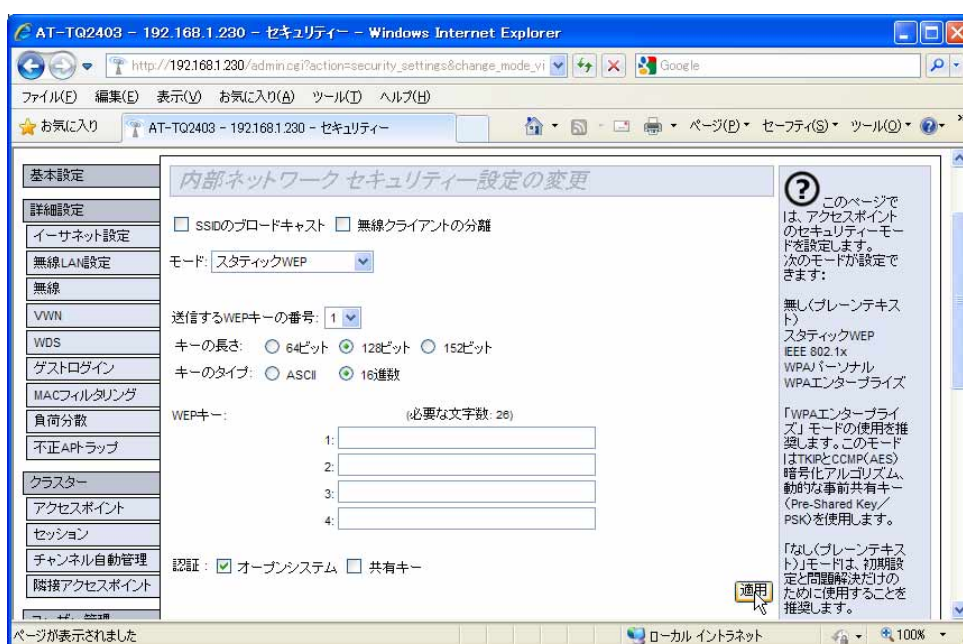 AT-TQ2403 - 192.168.1.230 - セキュリティー - Windows Internet Explorer
http://192.168.1.230/admin.cgi?action=security_settings&change_mode_vi
Google
ファイル(F) 編集(E) 表示(V) お気に入り(A) ツール(T) ヘルプ(H)
お気に入り
AT-TQ2403 - 192.168.1.230 - セキュリティー
ページ(P) セーフティ(S) ツール(O)
基本設定
詳細設定
イーサネット設定
無線LAN設定
無線
VWN
WDS
ゲストログイン
MACフィルタリング
負荷分散
不正APトラップ
クラスター
アクセスポイント
セッション
チャンネル自動管理
隣接アクセスポイント
内部ネットワーク セキュリティー設定の変更
SSIDのブロードキャスト 無線クライアントの分離
モード: スタティックWEP
送信するWEPキーの番号: 1
キーの長さ: 64ビット 128ビット 152ビット
キーのタイプ: ASCII 16進数
WEPキー: (必要な文字数: 26)
1:
2:
3:
4:
認証: オープンシステム 共有キー
適用
?
このページで
は、アクセスポイント
のセキュリティーモー
ドを設定します。
次のモードが設定で
きます:
無し(プレーンテキス
ト)
スタティックWEP
IEEE 802.1x
WPAパーソナル
WPAエンタープライズ
「WPAエンタープライ
ズ」モードの使用を推
奨します。このモード
はTKIPとCCMP(AES)
暗号化アルゴリズム、
動的な事前共有キー
(Pre-Shared Key/
PSK)を使用します。
「なし(プレーンテキス
ト)」モードは、初期設
定と問題解決だけの
ために使用することを
推奨します。
ページが表示されました
ローカル イントラネット
100%